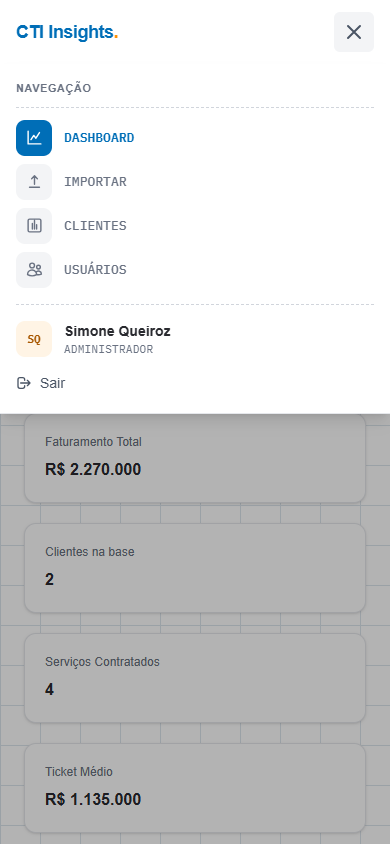 CTI Insights.
NAVEGAÇÃO
DASHBOARD
IMPORTAR
CLIENTES
USUÁRIOS
SQ
Simone Queiroz
ADMINISTRADOR
Sair
Faturamento Total
R$ 2.270.000
Clientes na base
2
Serviços Contratados
4
Ticket Médio
R$ 1.135.000